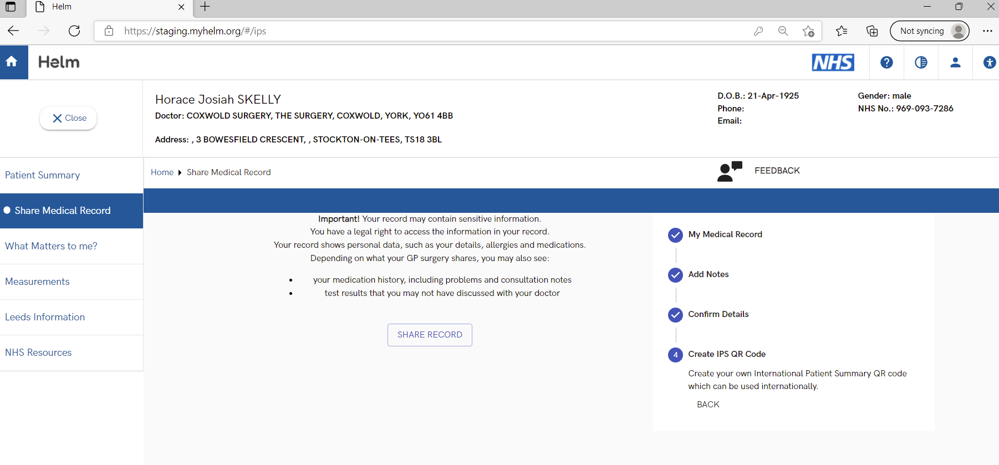 Helm
https://staging.myhelm.org/#/ips
Not syncing
Helm
NHS
Close
Horace Josiah SKELLY
Doctor: COXWOLD SURGERY, THE SURGERY, COXWOLD, YORK, YO61 4BB
Address: , 3 BOWESFIELD CRESCENT, , STOCKTON-ON-TEES, TS18 3BL
D.O.B.: 21-Apr-1925
Phone:
Email:
Gender: male
NHS No.: 969-093-7286
Patient Summary
Share Medical Record
What Matters to me?
Measurements
Leeds Information
NHS Resources
Home Share Medical Record
FEEDBACK
Important! Your record may contain sensitive information.
You have a legal right to access the information in your record.
Your record shows personal data, such as your details, allergies and medications.
Depending on what your GP surgery shares, you may also see:
• your medication history, including problems and consultation notes
• test results that you may not have discussed with your doctor
SHARE RECORD
My Medical Record
Add Notes
Confirm Details
4 Create IPS QR Code
Create your own International Patient Summary QR code
which can be used internationally.
BACK